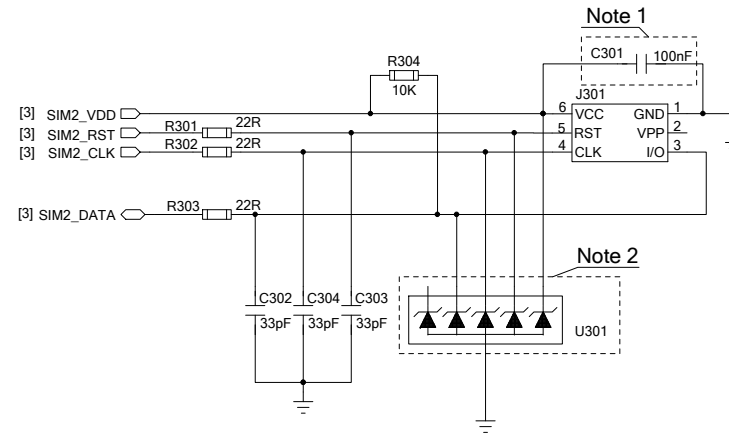 Note 1
C301 100nF
R304
10K
J301
[3] SIM2_VDD 6 VCC GND 1
[3] SIM2_RST R301 22R 5 RST VPP 2
[3] SIM2_CLK R302 22R 4 CLK I/O 3
[3] SIM2_DATA R303 22R
Note 2
C302 C304 C303
33pF 33pF 33pF
U301